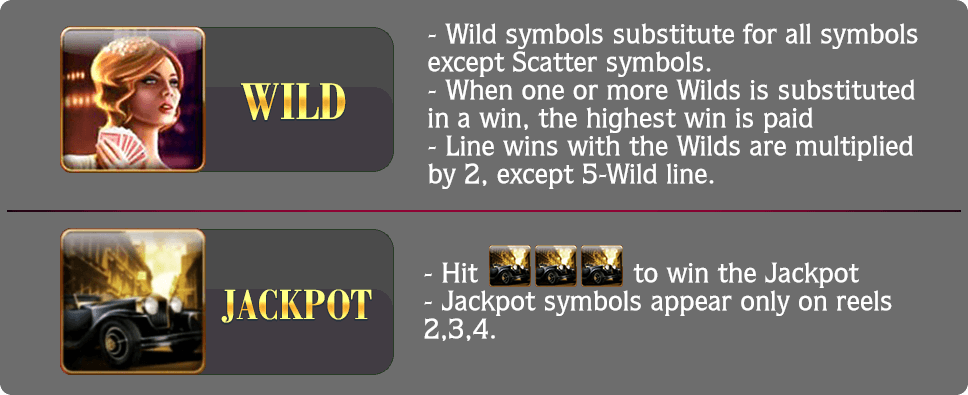 WILD
- Wild symbols substitute for all symbols
except Scatter symbols.
- When one or more Wilds is substituted
in a win, the highest win is paid
- Line wins with the Wilds are multiplied
by 2, except 5-Wild line.
JACKPOT
- Hit to win the Jackpot
- Jackpot symbols appear only on reels
2,3,4.